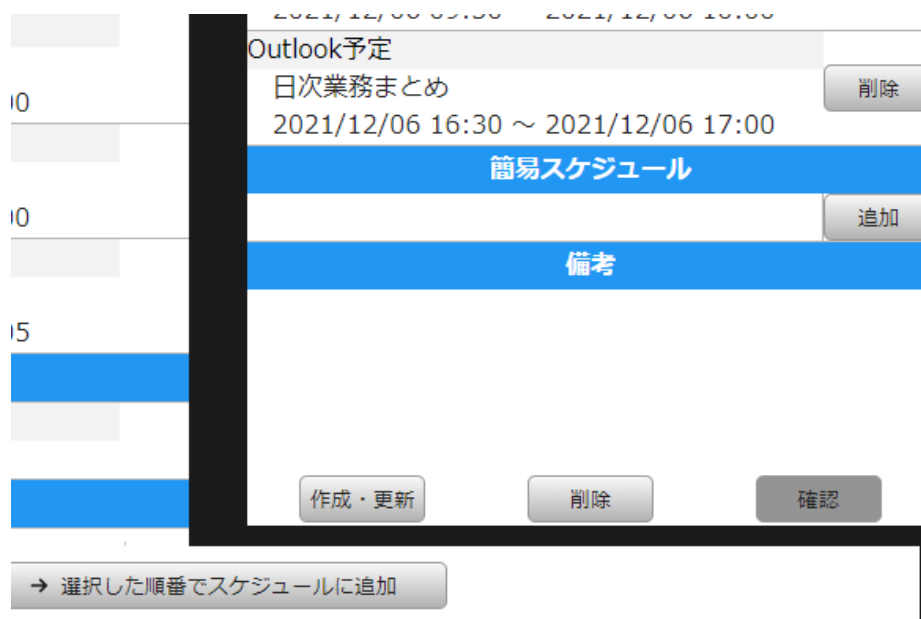 Outlook予定
日次業務まとめ
削除
2021/12/06 16:30 ～ 2021/12/06 17:00
簡易スケジュール
追加
備考
作成・更新
削除
確認
→ 選択した順番でスケジュールに追加